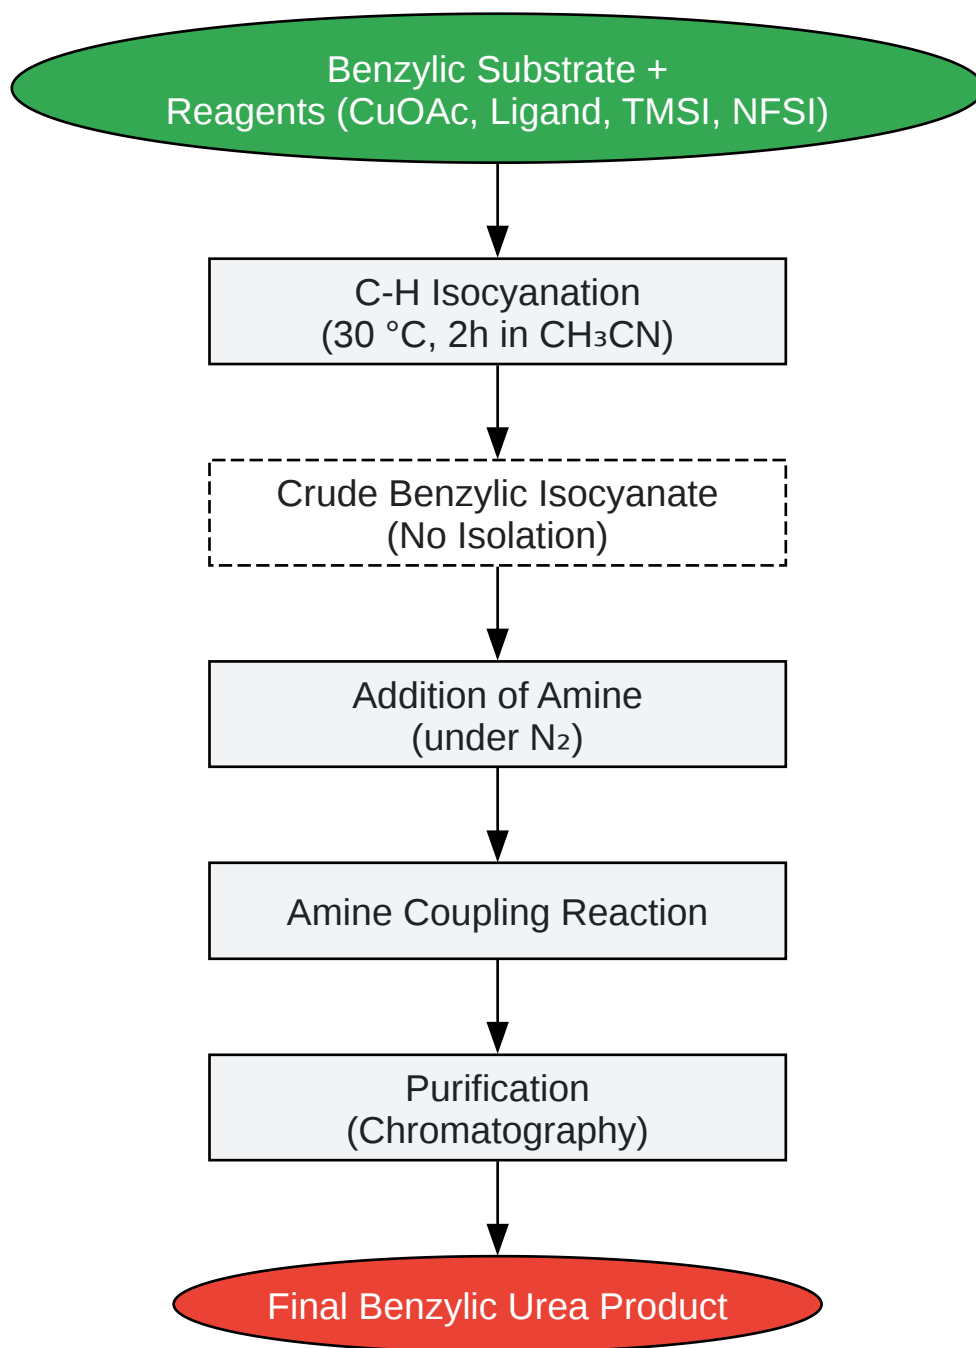 Benzylic Substrate +
Reagents (CuOAc, Ligand, TMSI, NFSI)
C-H Isocyanation
(30 °C, 2h in CH₃CN)
Crude Benzylic Isocyanate
(No Isolation)
Addition of Amine
(under N₂)
Amine Coupling Reaction
Purification
(Chromatography)
Final Benzylic Urea Product